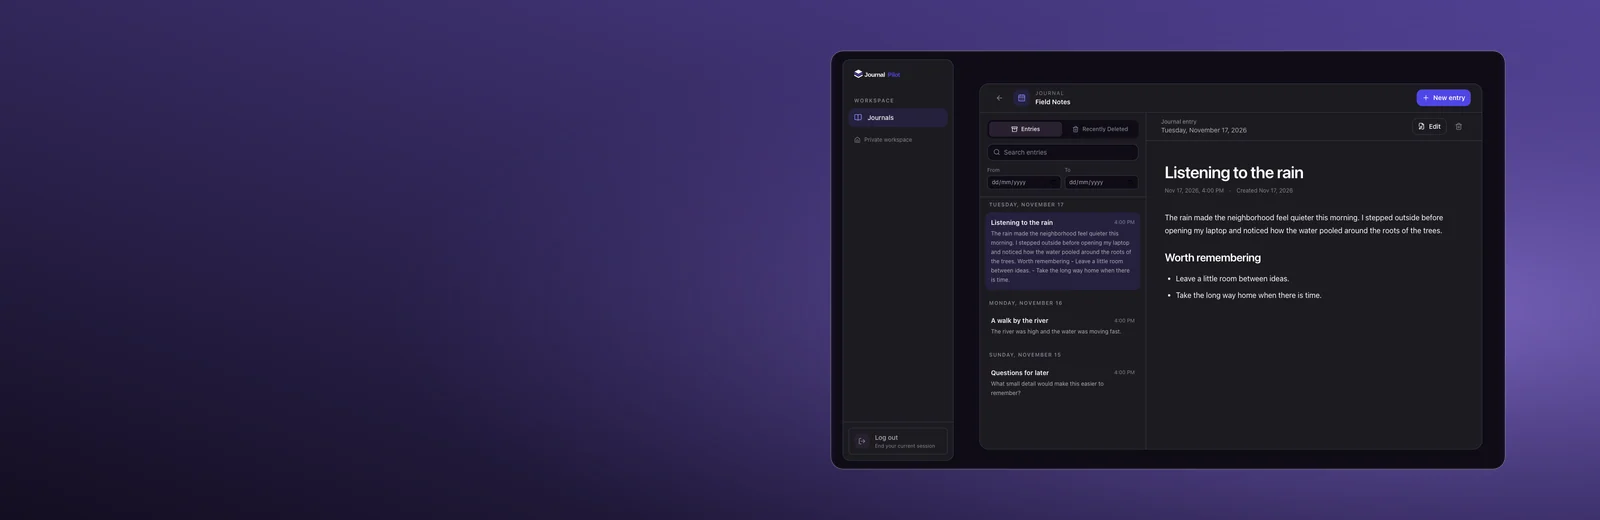 Journal Pilot
WORKSPACE
Journals
Private workspace
Log out
End your current session
JOURNAL
Field Notes
New entry
Entries
Recently Deleted
Search entries
From
To
dd/mm/yyyy
dd/mm/yyyy
TUESDAY, NOVEMBER 17
Listening to the rain
4:00 PM
The rain made the neighborhood feel quieter this
morning. I stepped outside before opening my laptop
and noticed how the water pooled around the roots of
the trees. Worth remembering - Leave a little room
between ideas. - Take the long way home when there
is time.
MONDAY, NOVEMBER 16
A walk by the river
4:00 PM
The river was high and the water was moving fast.
SUNDAY, NOVEMBER 15
Questions for later
4:00 PM
What small detail would make this easier to
remember?
Journal entry
Tuesday, November 17, 2026
Edit
Listening to the rain
Nov 17, 2026, 4:00 PM · Created Nov 17, 2026
The rain made the neighborhood feel quieter this morning. I stepped outside before
opening my laptop and noticed how the water pooled around the roots of the trees.
Worth remembering
• Leave a little room between ideas.
• Take the long way home when there is time.